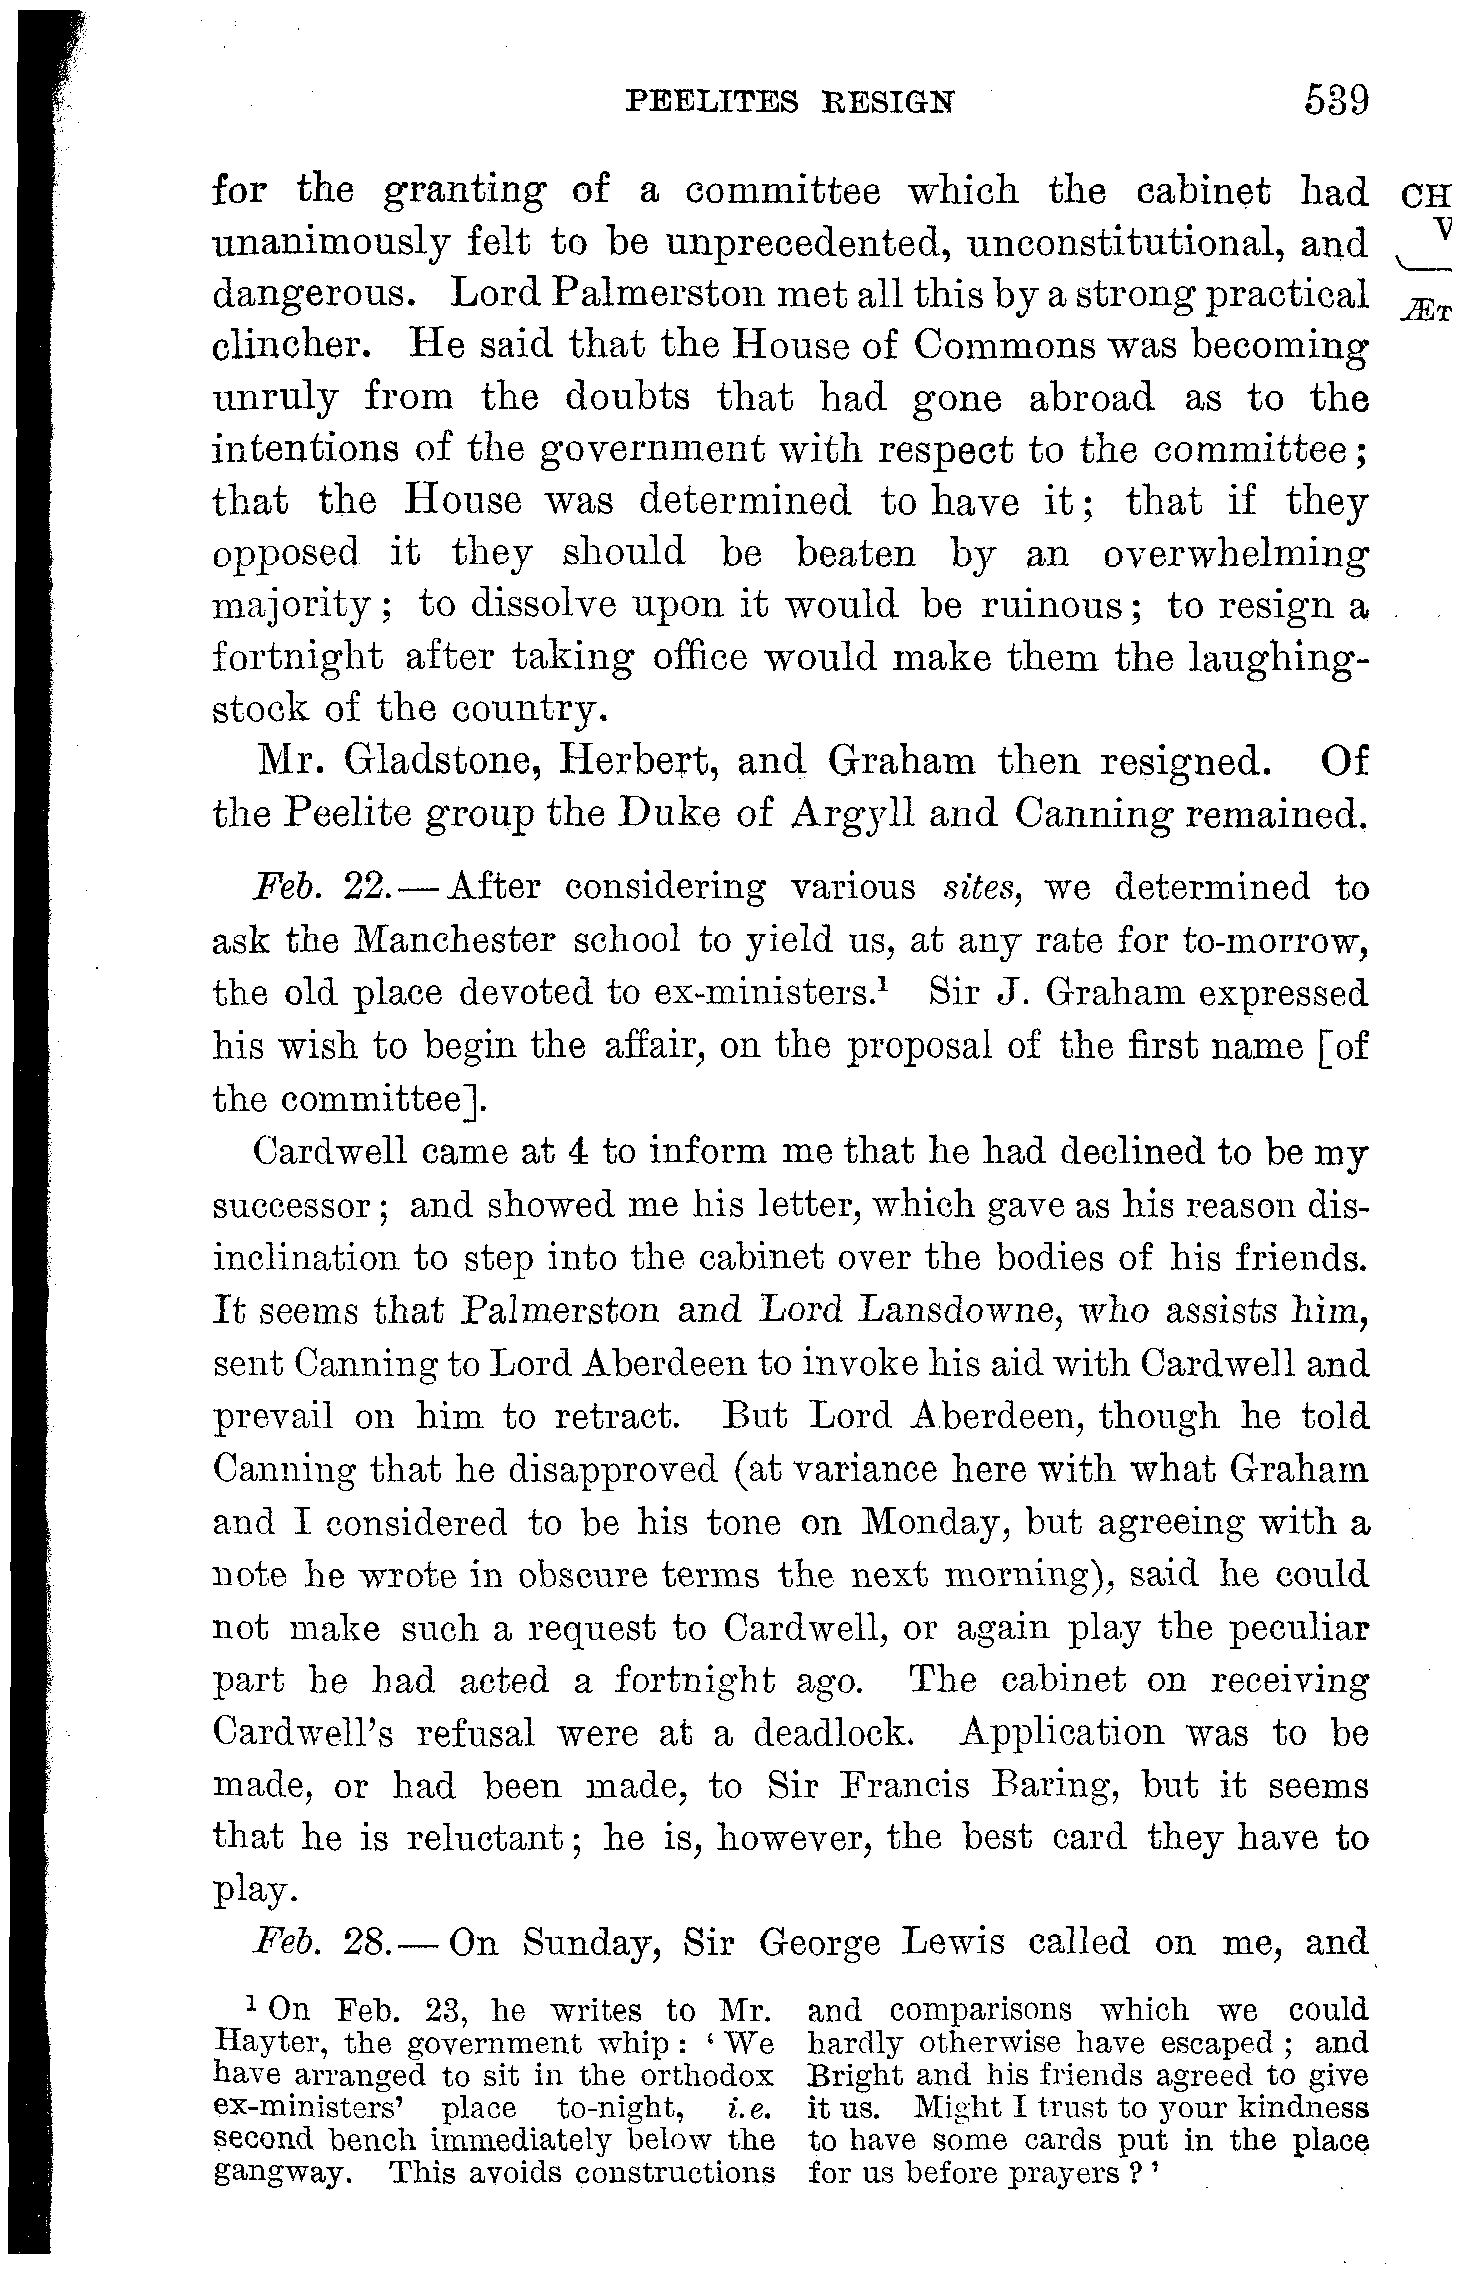 PEELITES RESIGN 539
for the granting of a committee which the cabinet had
unanimously felt to be unprecedented, unconstitutional, and
dangerous. Lord Palmerston met all this by a strong practical
clincher. He said that the House of Commons was becoming
unruly from the doubts that had gone abroad as to the
intentions of the government with respect to the committee;
that the House was determined to have it; that if they
opposed it they should be beaten by an overwhelming
majority; to dissolve upon it would be ruinous; to resign a
fortnight after taking office would make them the laughing-
stock of the country.
Mr. Gladstone, Herbert, and Graham then resigned. Of
the Peelite group the Duke of Argyll and Canning remained.
Feb. 22.—After considering various sites, we determined to
ask the Manchester school to yield us, at any rate for to-morrow,
the old place devoted to ex-ministers.¹ Sir J. Graham expressed
his wish to begin the affair, on the proposal of the first name [of
the committee].
Cardwell came at 4 to inform me that he had declined to be my
successor; and showed me his letter, which gave as his reason dis-
inclination to step into the cabinet over the bodies of his friends.
It seems that Palmerston and Lord Lansdowne, who assists him,
sent Canning to Lord Aberdeen to invoke his aid with Cardwell and
prevail on him to retract. But Lord Aberdeen, though he told
Canning that he disapproved (at variance here with what Graham
and I considered to be his tone on Monday, but agreeing with a
note he wrote in obscure terms the next morning), said he could
not make such a request to Cardwell, or again play the peculiar
part he had acted a fortnight ago. The cabinet on receiving
Cardwell's refusal were at a deadlock. Application was to be
made, or had been made, to Sir Francis Baring, but it seems
that he is reluctant; he is, however, the best card they have to
play.
Feb. 28.—On Sunday, Sir George Lewis called on me, and
¹ On Feb. 23, he writes to Mr.
Hayter, the government whip: 'We
have arranged to sit in the orthodox
ex-ministers' place to-night, i.e.
second bench immediately below the
gangway. This avoids constructions
and comparisons which we could
hardly otherwise have escaped; and
Bright and his friends agreed to give
it us. Might I trust to your kindness
to have some cards put in the place
for us before prayers?'
CH
V
ÆT